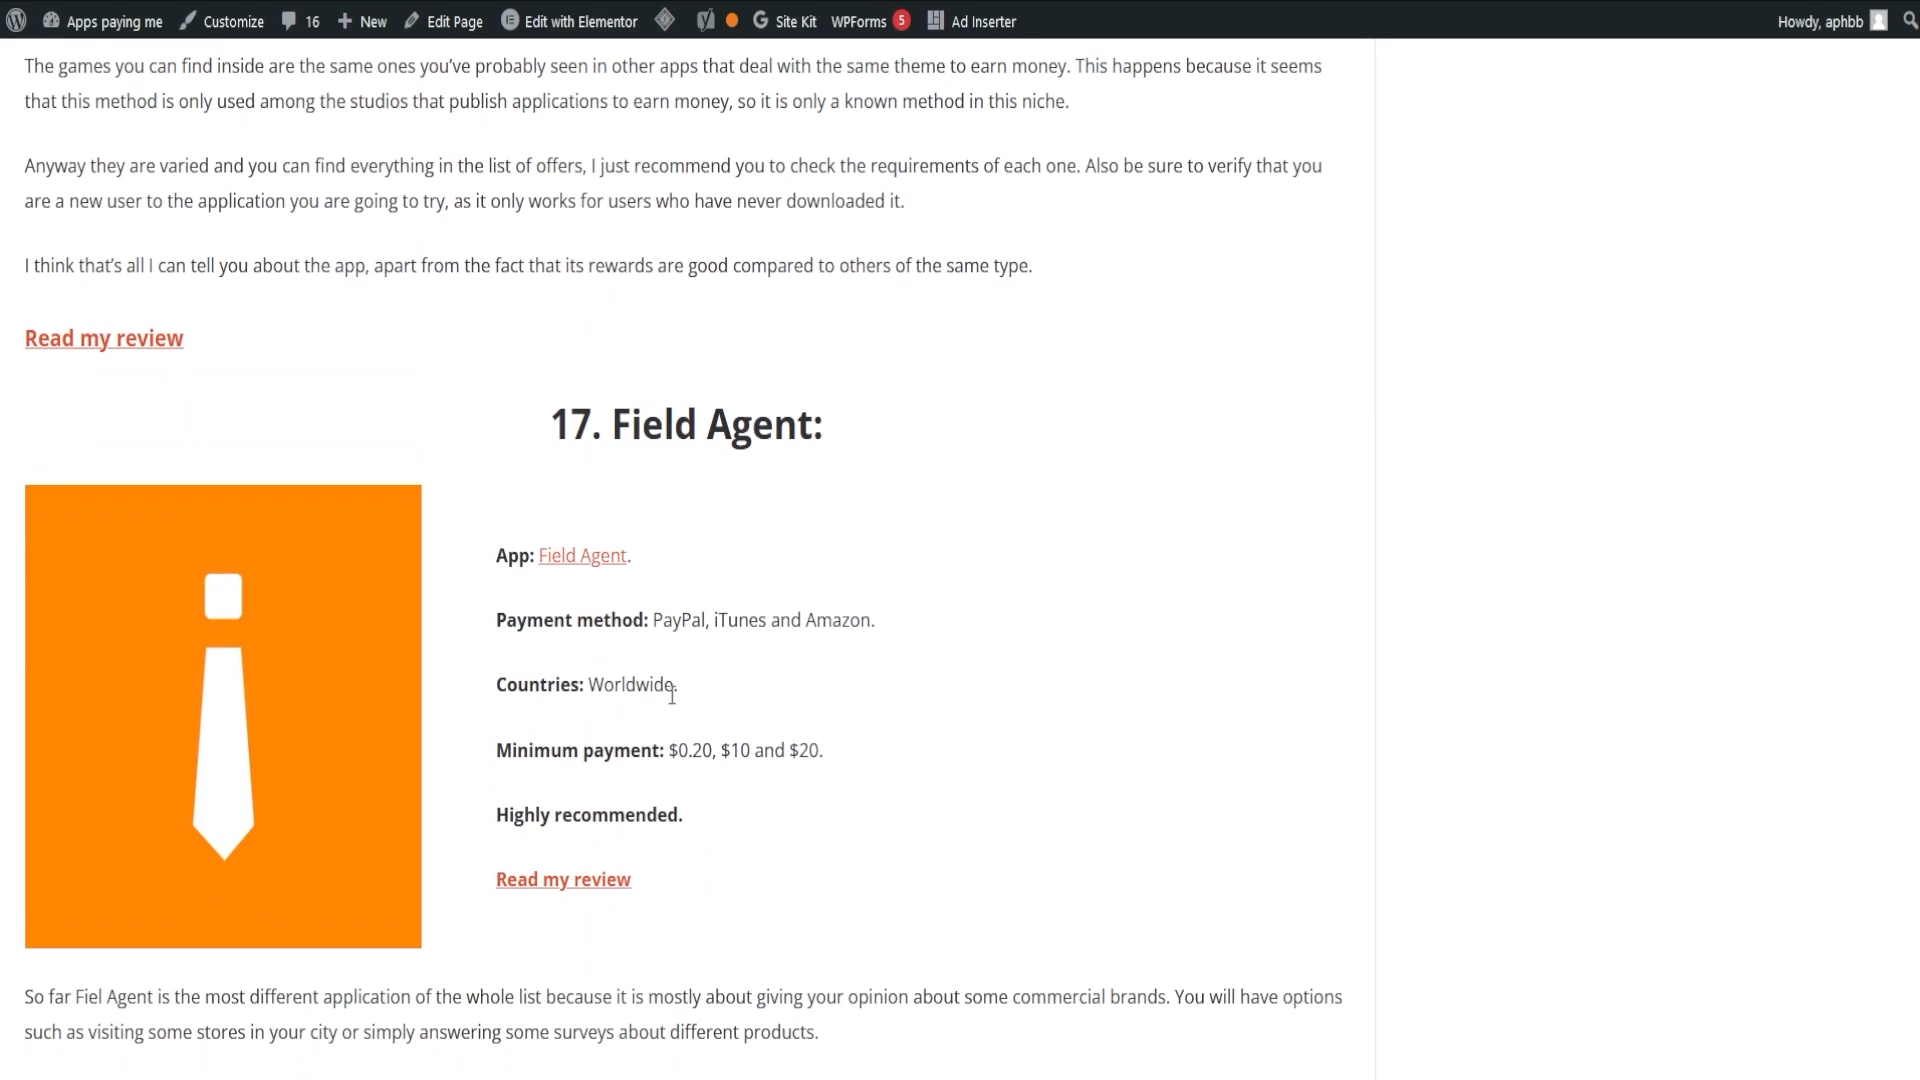 Apps paying me Customize 16 New Edit Page Edit with Elementor Site Kit WPForms 5 Ad Inserter Howdy, aphbb
The games you can find inside are the same ones you've probably seen in other apps that deal with the same theme to earn money. This happens because it seems
that this method is only used among the studios that publish applications to earn money, so it is only a known method in this niche.
Anyway they are varied and you can find everything in the list of offers, I just recommend you to check the requirements of each one. Also be sure to verify that you
are a new user to the application you are going to try, as it only works for users who have never downloaded it.
I think that's all I can tell you about the app, apart from the fact that its rewards are good compared to others of the same type.
Read my review
17. Field Agent:
App: Field Agent.
Payment method: PayPal, iTunes and Amazon.
Countries: Worldwide.
Minimum payment: $0.20, $10 and $20.
Highly recommended.
Read my review
So far Fiel Agent is the most different application of the whole list because it is mostly about giving your opinion about some commercial brands. You will have options
such as visiting some stores in your city or simply answering some surveys about different products.